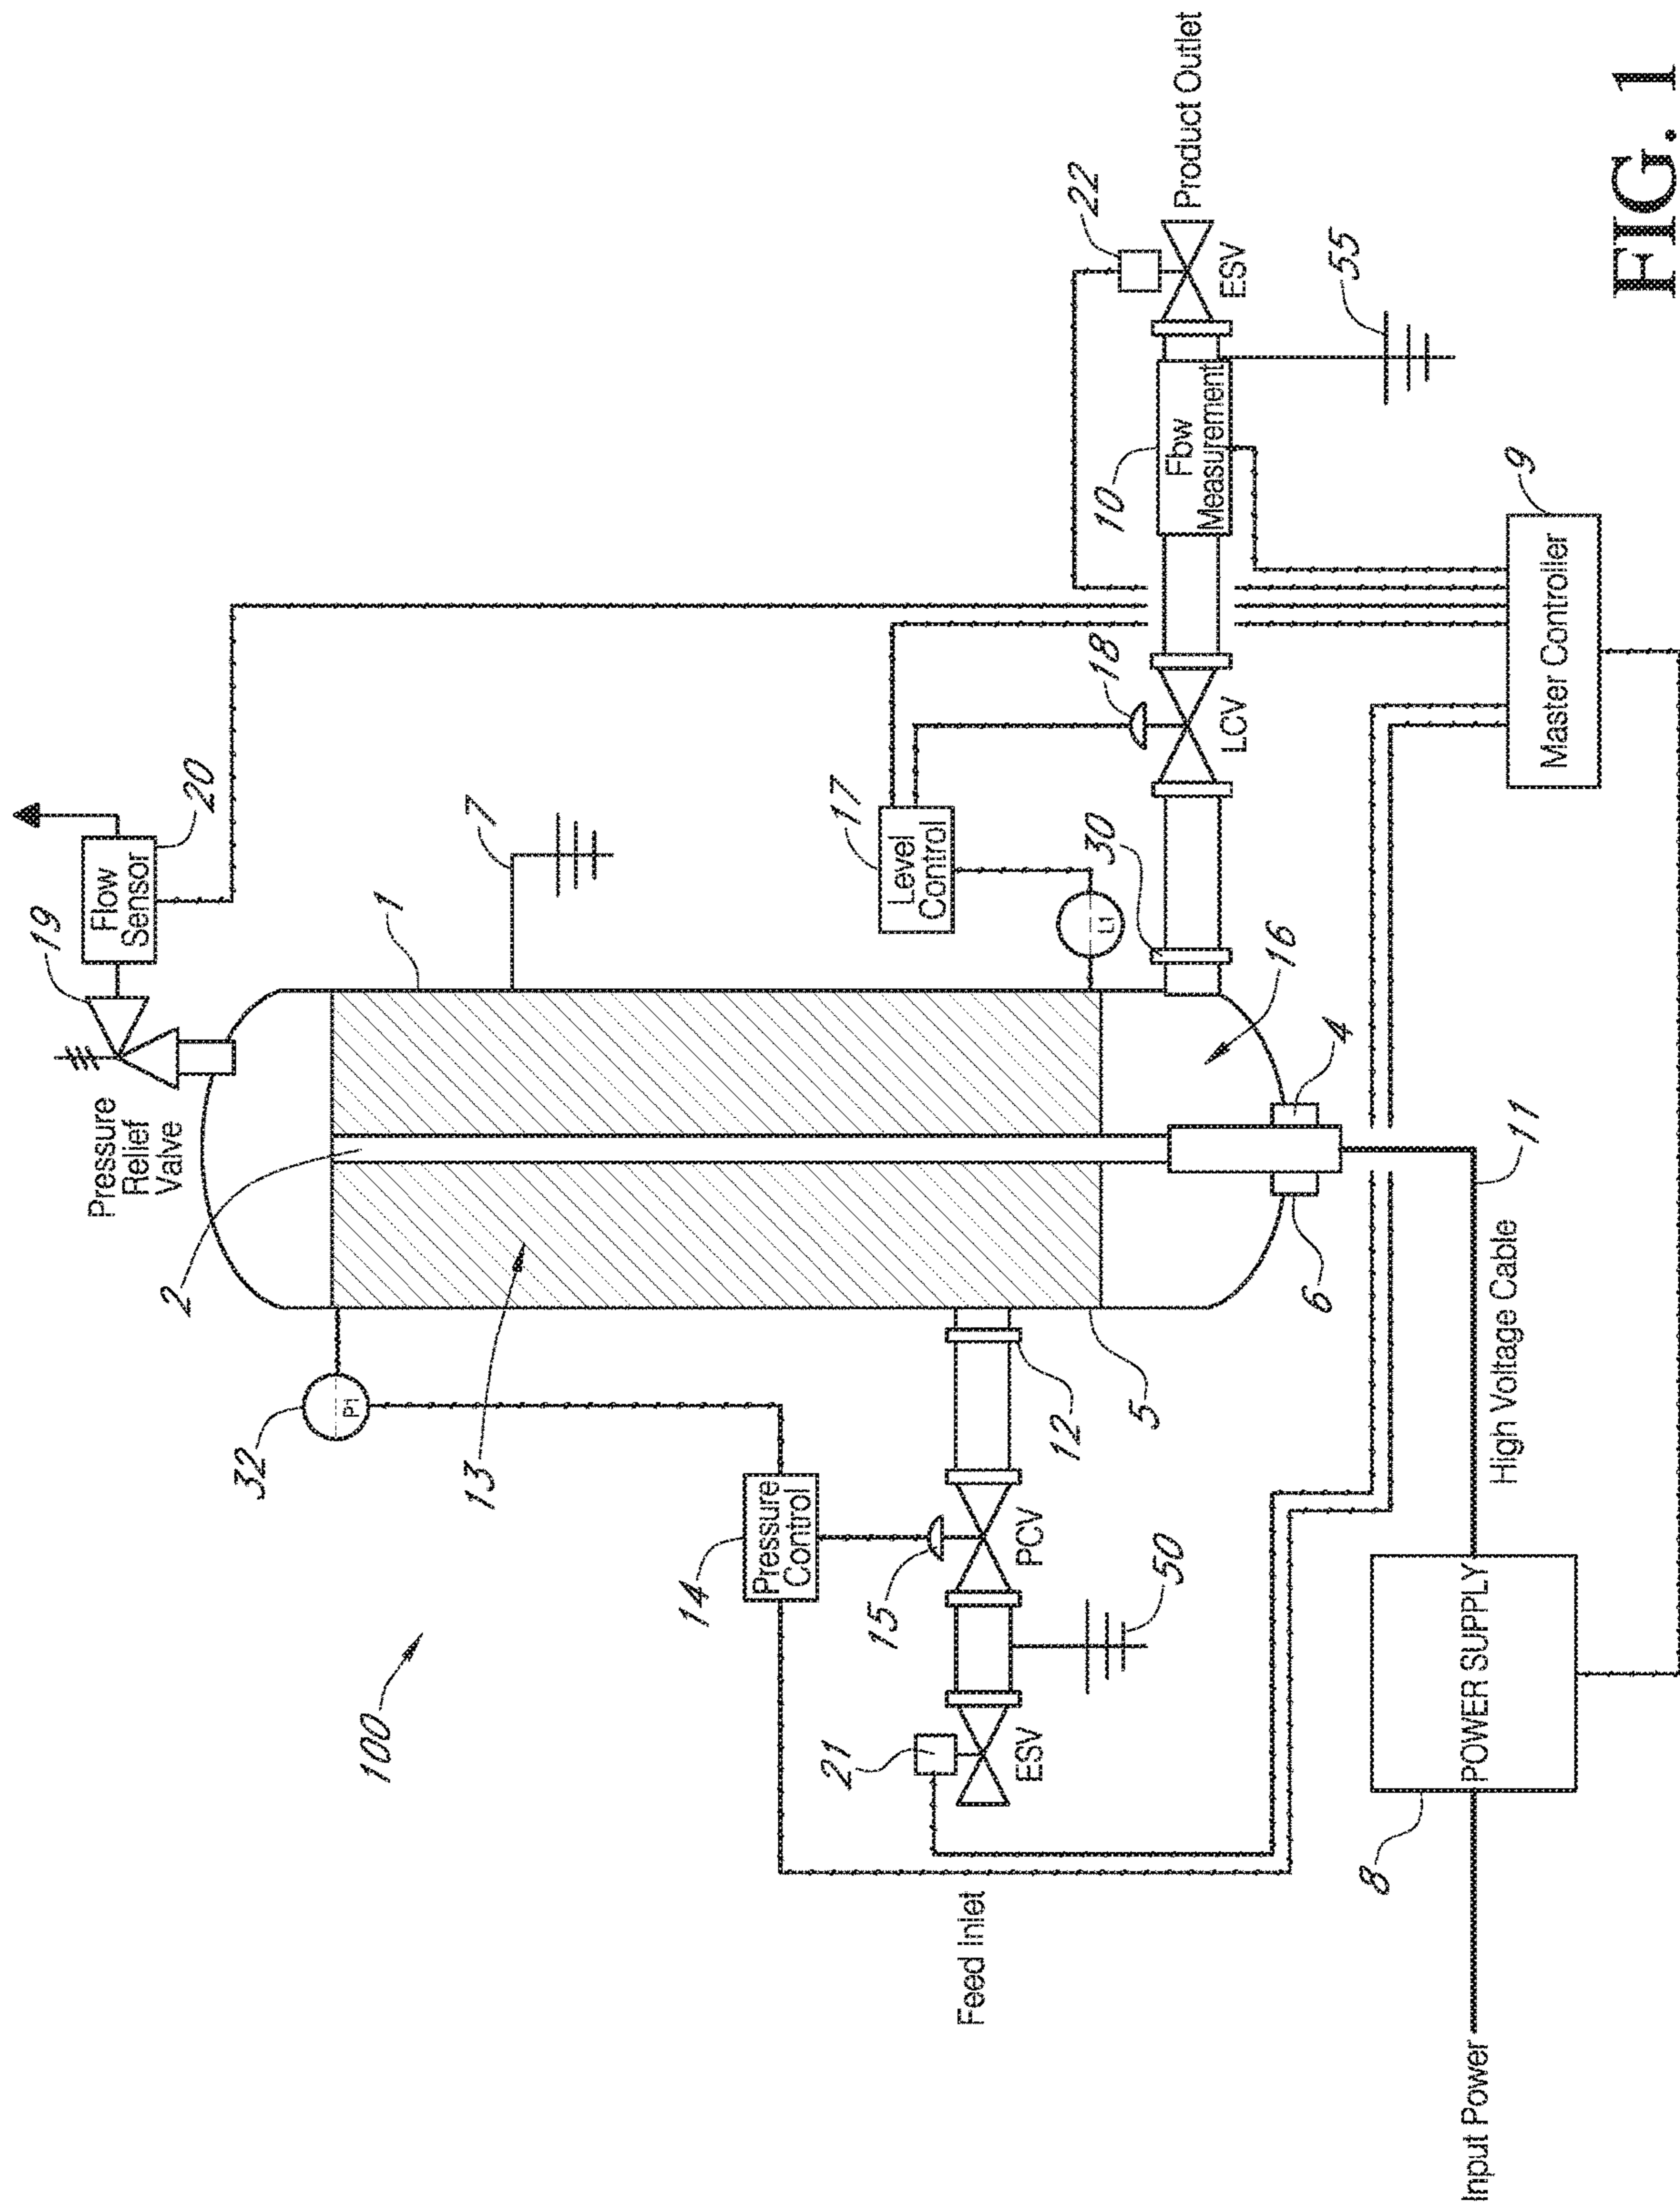 19
Flow
Sensor
20
Pressure
Relief
Valve
2
1
7
32
P1
13
14
Pressure
Control
17
Level
Control
L1
100
15
PCV
12
5
30
16
18
LCV
10
Flow
Measurement
22
Product Outlet
ESV
21
ESV
Feed Inlet
50
6
4
55
8
POWER SUPPLY
Input Power
High Voltage Cable
11
9
Master Controller
FIG. 1